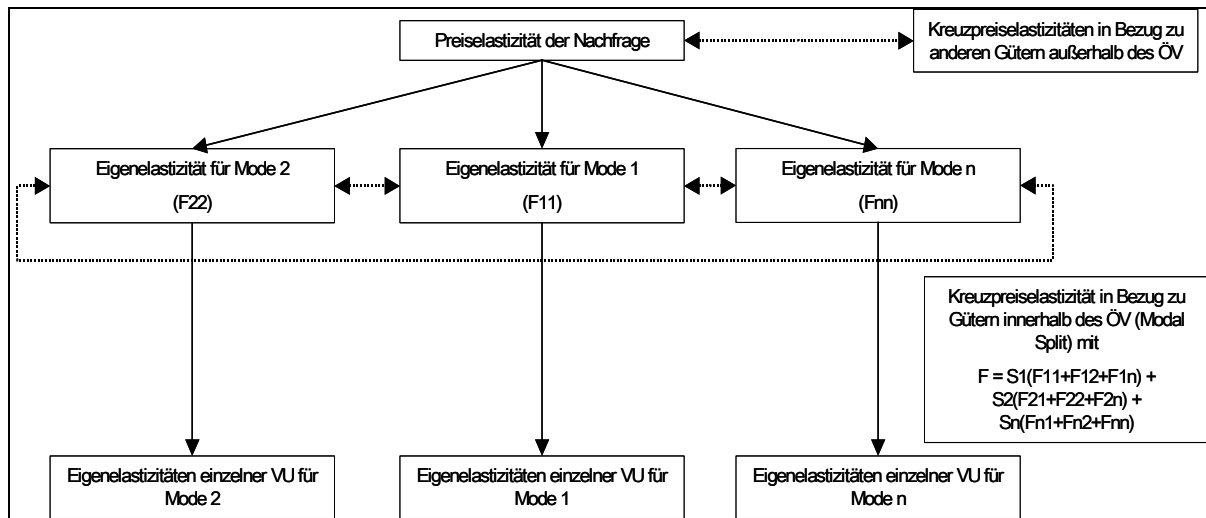 Preiselastizität der Nachfrage
Kreuzpreiselastizitäten in Bezug zu
anderen Gütern außerhalb des ÖV
Eigenelastizität für Mode 2
(F22)
Eigenelastizität für Mode 1
(F11)
Eigenelastizität für Mode n
(Fnn)
Kreuzpreiselastizität in Bezug zu
Gütern innerhalb des ÖV (Modal
Split) mit
F = S1(F11+F12+F1n) +
S2(F21+F22+F2n) +
Sn(Fn1+Fn2+Fnn)
Eigenelastizitäten einzelner VU für
Mode 2
Eigenelastizitäten einzelner VU für
Mode 1
Eigenelastizitäten einzelner VU für
Mode n